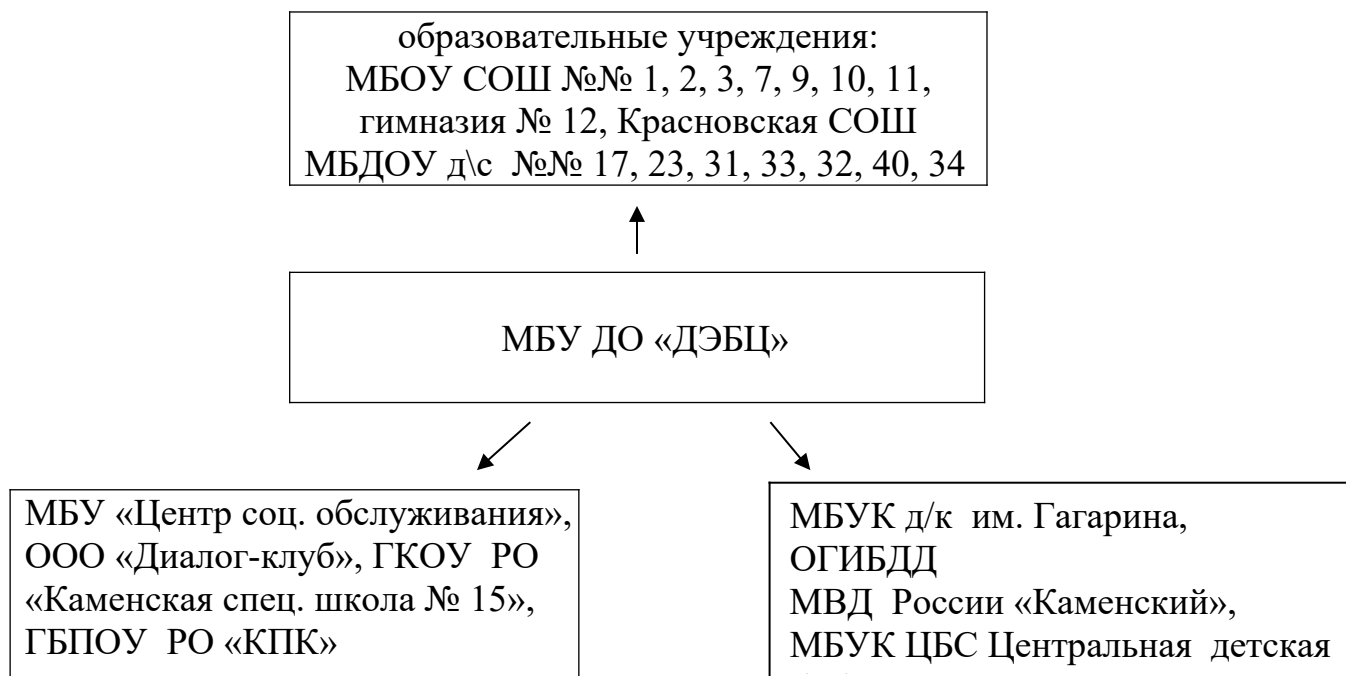 образовательные учреждения:
МБОУ СОШ №№ 1, 2, 3, 7, 9, 10, 11,
гимназия № 12, Красновская СОШ
МБДОУ д\с №№ 17, 23, 31, 33, 32, 40, 34
МБУ ДО «ДЭБЦ»
МБУ «Центр соц. обслуживания»,
ООО «Диалог-клуб», ГКОУ РО
«Каменская спец. школа № 15»,
ГБПОУ РО «КПК»
МБУК д/к им. Гагарина,
ОГИБДД
МВД России «Каменский»,
МБУК ЦБС Центральная детская